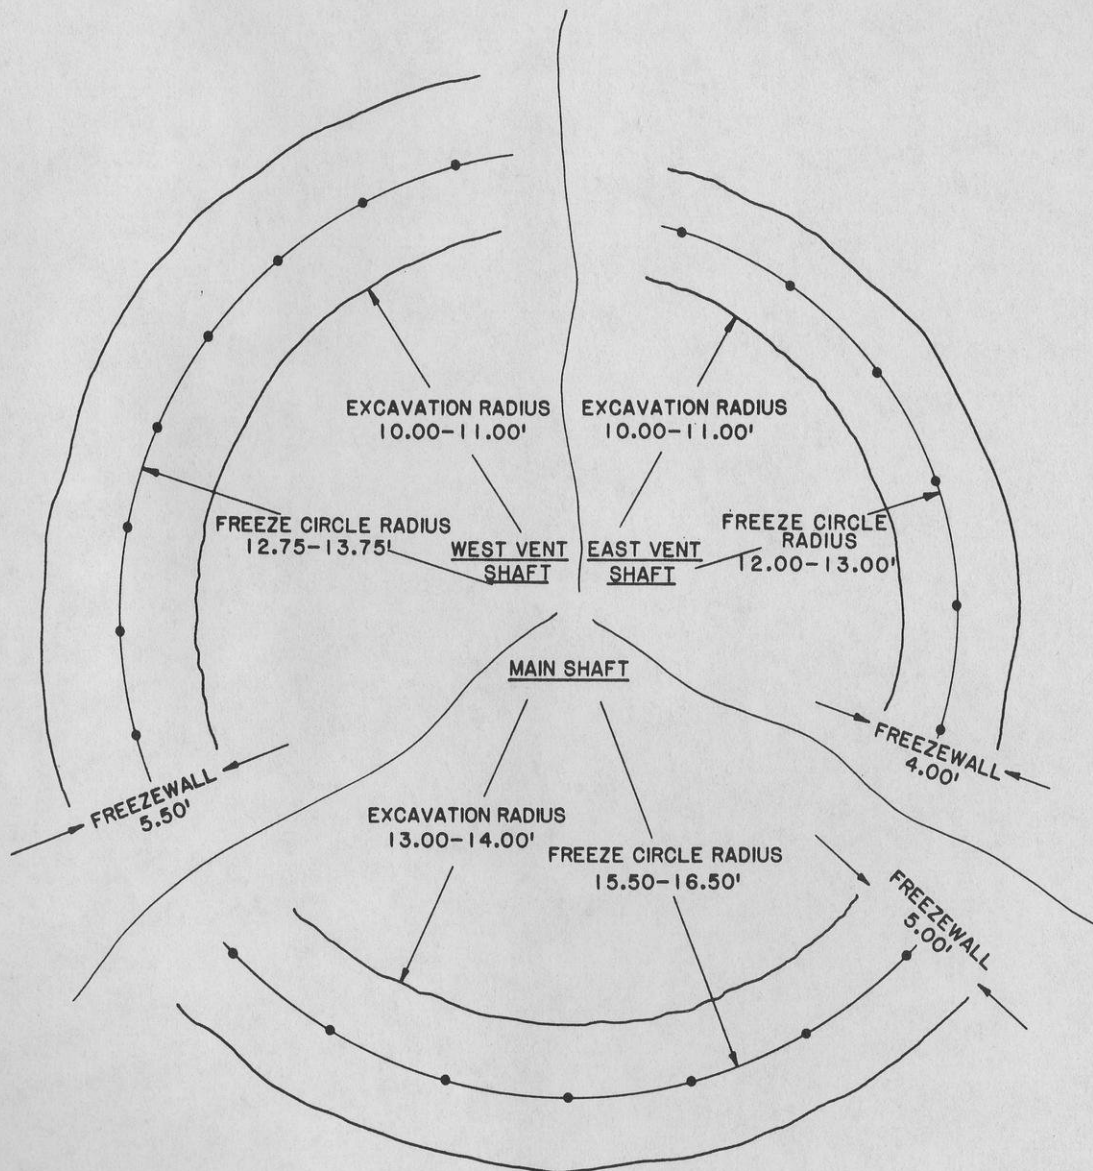 EXCAVATION RADIUS
10.00-11.00'
EXCAVATION RADIUS
10.00-11.00'
FREEZE CIRCLE RADIUS
12.75-13.75'
WEST VENT
SHAFT
EAST VENT
SHAFT
FREEZE CIRCLE
RADIUS
12.00-13.00'
MAIN SHAFT
FREEZEWALL
5.50'
FREEZEWALL
4.00'
EXCAVATION RADIUS
13.00-14.00'
FREEZE CIRCLE RADIUS
15.50-16.50'
FREEZEWALL
5.00'